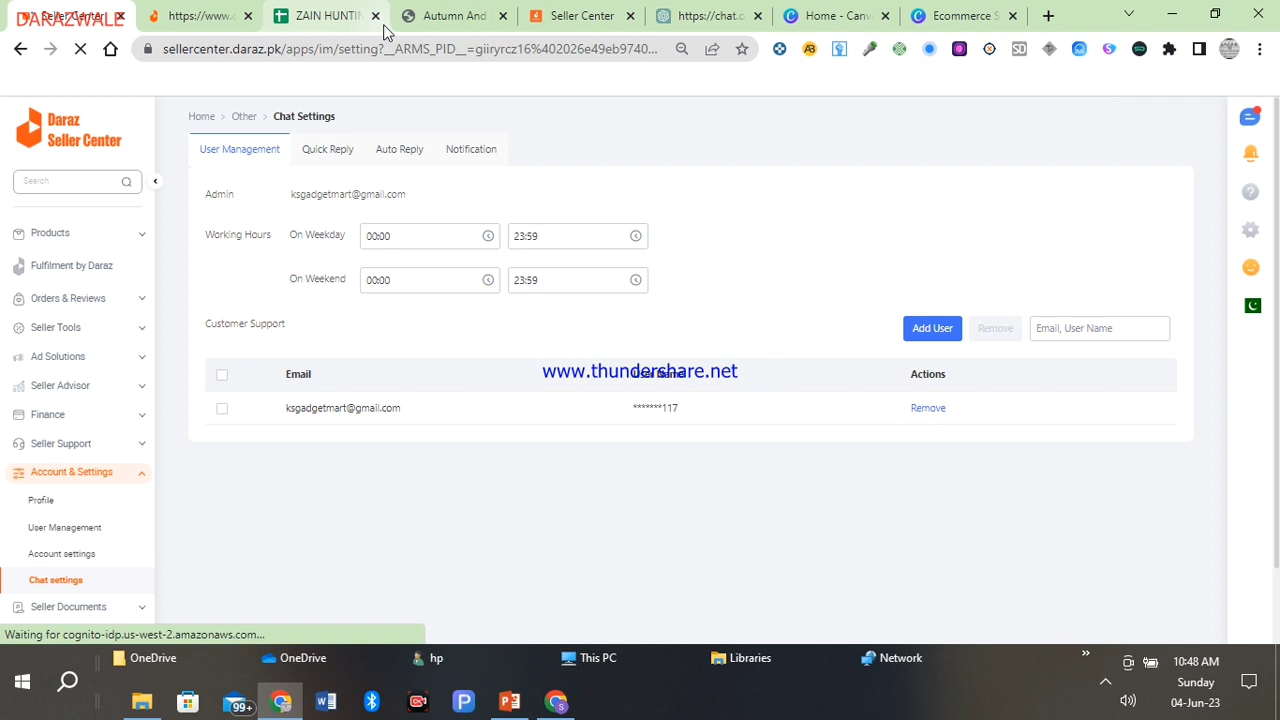 DARAZVALE
Seller Center
https://www.c
ZAIN HUNTIN
Autumn And
Seller Center
https://chat.o
Home - Canv
Ecommerce S
sellercenter.daraz.pk/apps/im/setting?__ARMS_PID__=giiryrcz16%402026e49eb9740...
Daraz
Seller Center
Search
Products
Fulfilment by Daraz
Orders & Reviews
Seller Tools
Ad Solutions
Seller Advisor
Finance
Seller Support
Account & Settings
Profile
User Management
Account settings
Chat settings
Seller Documents
Home > Other > Chat Settings
User Management Quick Reply Auto Reply Notification
Admin ksgadgetmart@gmail.com
Working Hours On Weekday 00:00 23:59
On Weekend 00:00 23:59
Customer Support
Add User Remove Email, User Name
www.thundershare.net
Email User Name Actions
ksgadgetmart@gmail.com *******117 Remove
Waiting for cognito-idp.us-west-2.amazonaws.com...
OneDrive OneDrive hp This PC Libraries Network
99+
10:48 AM
Sunday
04-Jun-23